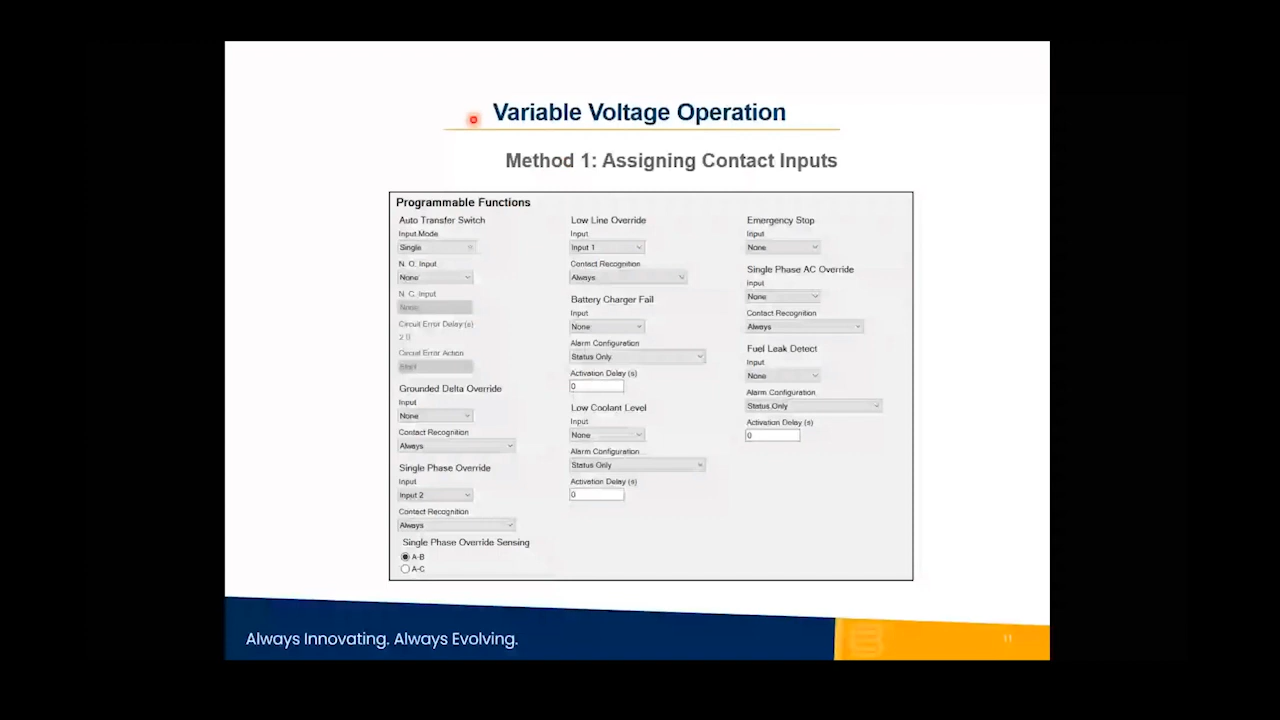 Variable Voltage Operation
Method 1: Assigning Contact Inputs
Programmable Functions
Auto Transfer Switch
Input Mode
Single
N. O. Input
None
N. C. Input
None
Circuit Error Delay (s)
Circuit Error Action
Grounded Delta Override
Input
None
Contact Recognition
Always
Single Phase Override
Input
Input 2
Contact Recognition
Always
Single Phase Override Sensing
A-B
A-C
Low Line Override
Input
Input 1
Contact Recognition
Always
Battery Charger Fail
Input
None
Alarm Configuration
Status Only
Activation Delay (s)
0
Low Coolant Level
Input
None
Alarm Configuration
Status Only
Activation Delay (s)
0
Emergency Stop
Input
None
Single Phase AC Override
Input
None
Contact Recognition
Always
Fuel Leak Detect
Input
None
Alarm Configuration
Status Only
Activation Delay (s)
0
Always Innovating. Always Evolving.
11